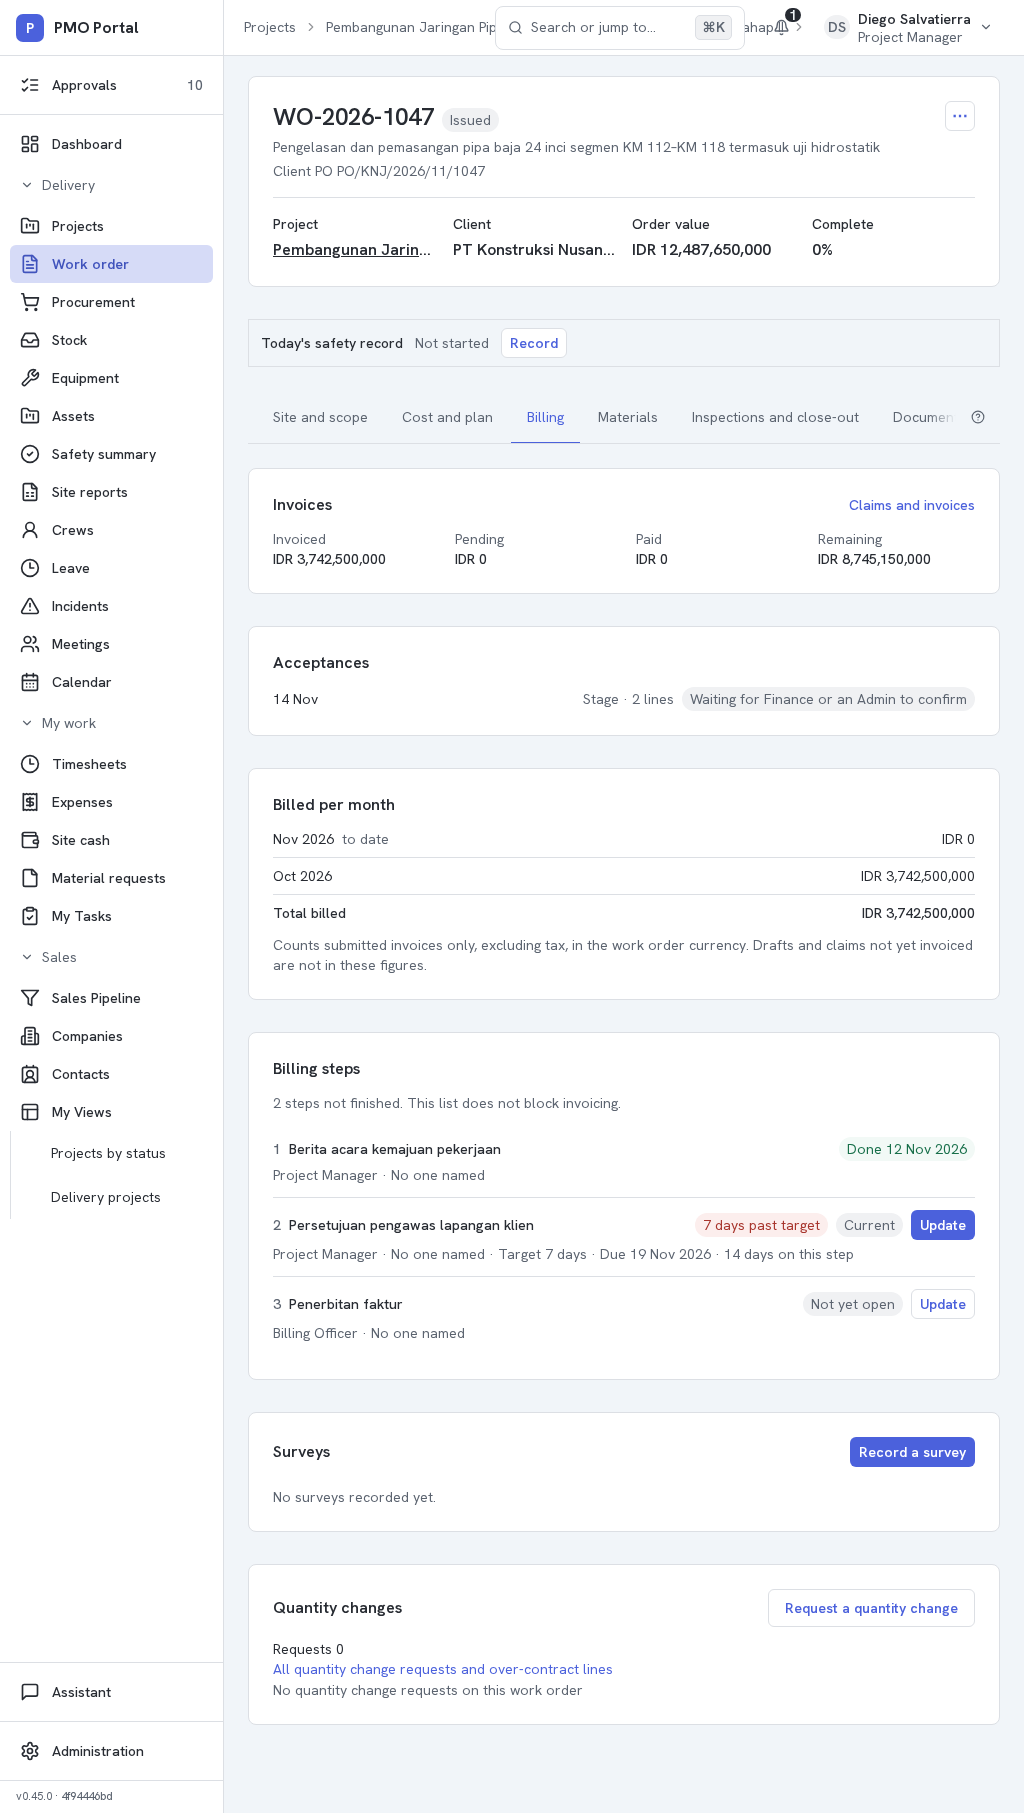 P PMO Portal
Projects
Pembangunan Jaringan Pip
Search or jump to...
⌘K
ahap
1
DS
Diego Salvatierra
Project Manager
Approvals 10
Dashboard
Delivery
Projects
Work order
Procurement
Stock
Equipment
Assets
Safety summary
Site reports
Crews
Leave
Incidents
Meetings
Calendar
My work
Timesheets
Expenses
Site cash
Material requests
My Tasks
Sales
Sales Pipeline
Companies
Contacts
My Views
Projects by status
Delivery projects
Assistant
Administration
v0.45.0 · 4f94446bd
WO-2026-1047 Issued
Pengelasan dan pemasangan pipa baja 24 inci segmen KM 112–KM 118 termasuk uji hidrostatik
Client PO PO/KNJ/2026/11/1047
Project Client Order value Complete
Pembangunan Jarin... PT Konstruksi Nusan... IDR 12,487,650,000 0%
Today's safety record Not started Record
Site and scope Cost and plan Billing Materials Inspections and close-out Documen
Invoices Claims and invoices
Invoiced Pending Paid Remaining
IDR 3,742,500,000 IDR 0 IDR 0 IDR 8,745,150,000
Acceptances
14 Nov Stage · 2 lines Waiting for Finance or an Admin to confirm
Billed per month
Nov 2026 to date IDR 0
Oct 2026 IDR 3,742,500,000
Total billed IDR 3,742,500,000
Counts submitted invoices only, excluding tax, in the work order currency. Drafts and claims not yet invoiced
are not in these figures.
Billing steps
2 steps not finished. This list does not block invoicing.
1 Berita acara kemajuan pekerjaan Done 12 Nov 2026
Project Manager · No one named
2 Persetujuan pengawas lapangan klien 7 days past target Current Update
Project Manager · No one named · Target 7 days · Due 19 Nov 2026 · 14 days on this step
3 Penerbitan faktur Not yet open Update
Billing Officer · No one named
Surveys Record a survey
No surveys recorded yet.
Quantity changes Request a quantity change
Requests 0
All quantity change requests and over-contract lines
No quantity change requests on this work order